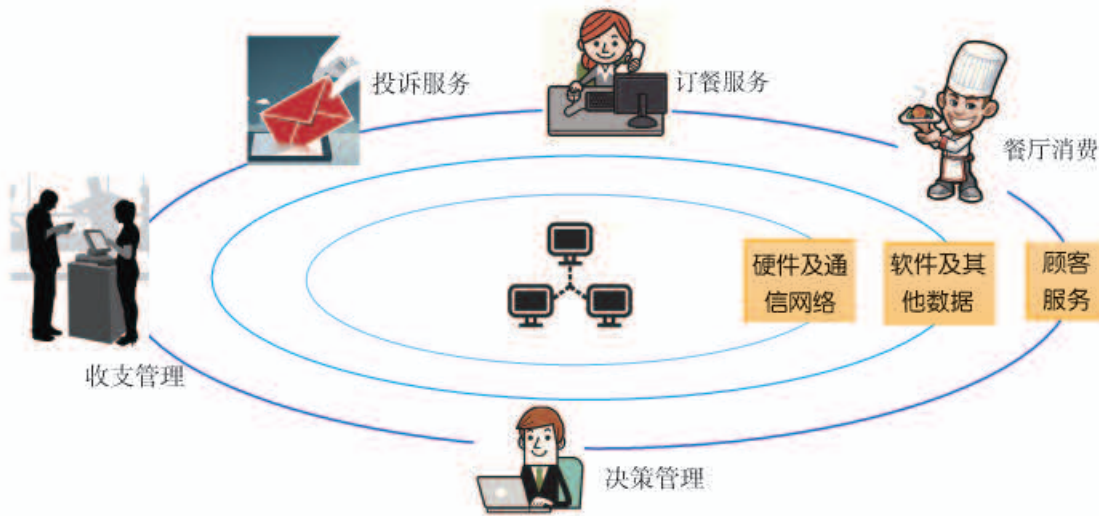 投诉服务
订餐服务
餐厅消费
硬件及通
信网络
软件及其
他数据
顾客
服务
收支管理
决策管理